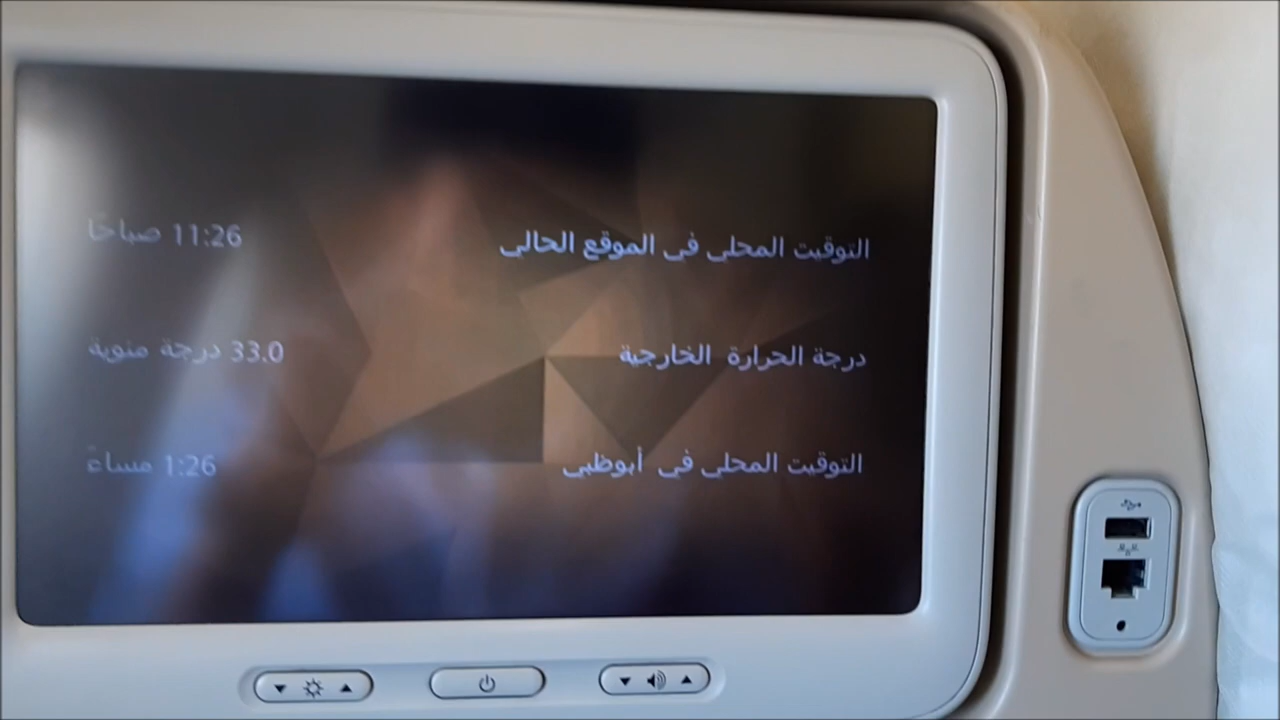 التوقيت المحلي في الموقع الحالي 11:26 صباحًا
درجة الحرارة الخارجية 33.0 درجة مئوية
التوقيت المحلي في أبوظبي 1:26 مساءً